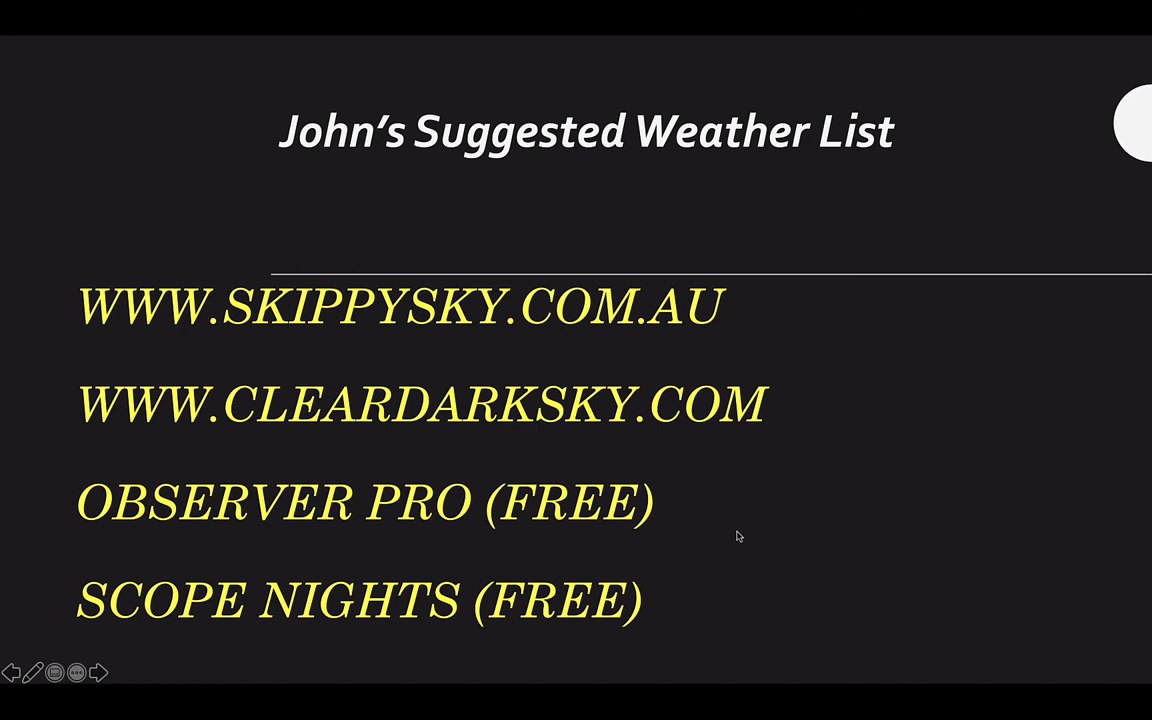 John's Suggested Weather List
WWW.SKIPPYSKY.COM.AU
WWW.CLEARDARKSKY.COM
OBSERVER PRO (FREE)
SCOPE NIGHTS (FREE)